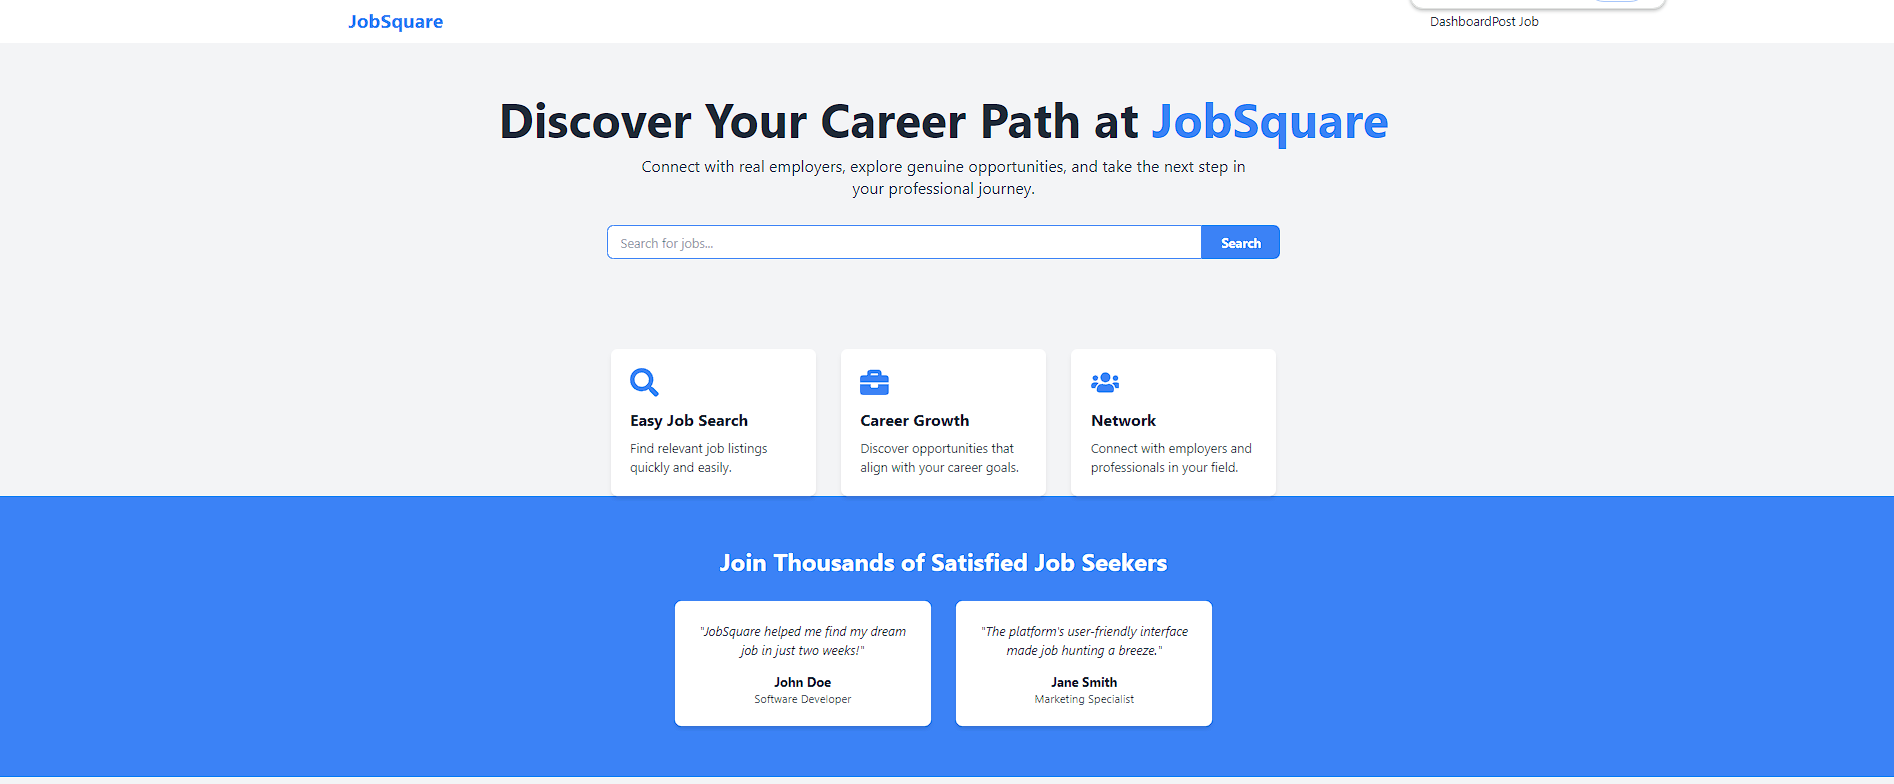 JobSquare
DashboardPost Job
Discover Your Career Path at JobSquare
Connect with real employers, explore genuine opportunities, and take the next step in
your professional journey.
Search for jobs...
Search
Easy Job Search
Find relevant job listings
quickly and easily.
Career Growth
Discover opportunities that
align with your career goals.
Network
Connect with employers and
professionals in your field.
Join Thousands of Satisfied Job Seekers
"JobSquare helped me find my dream
job in just two weeks!"
John Doe
Software Developer
"The platform's user-friendly interface
made job hunting a breeze."
Jane Smith
Marketing Specialist